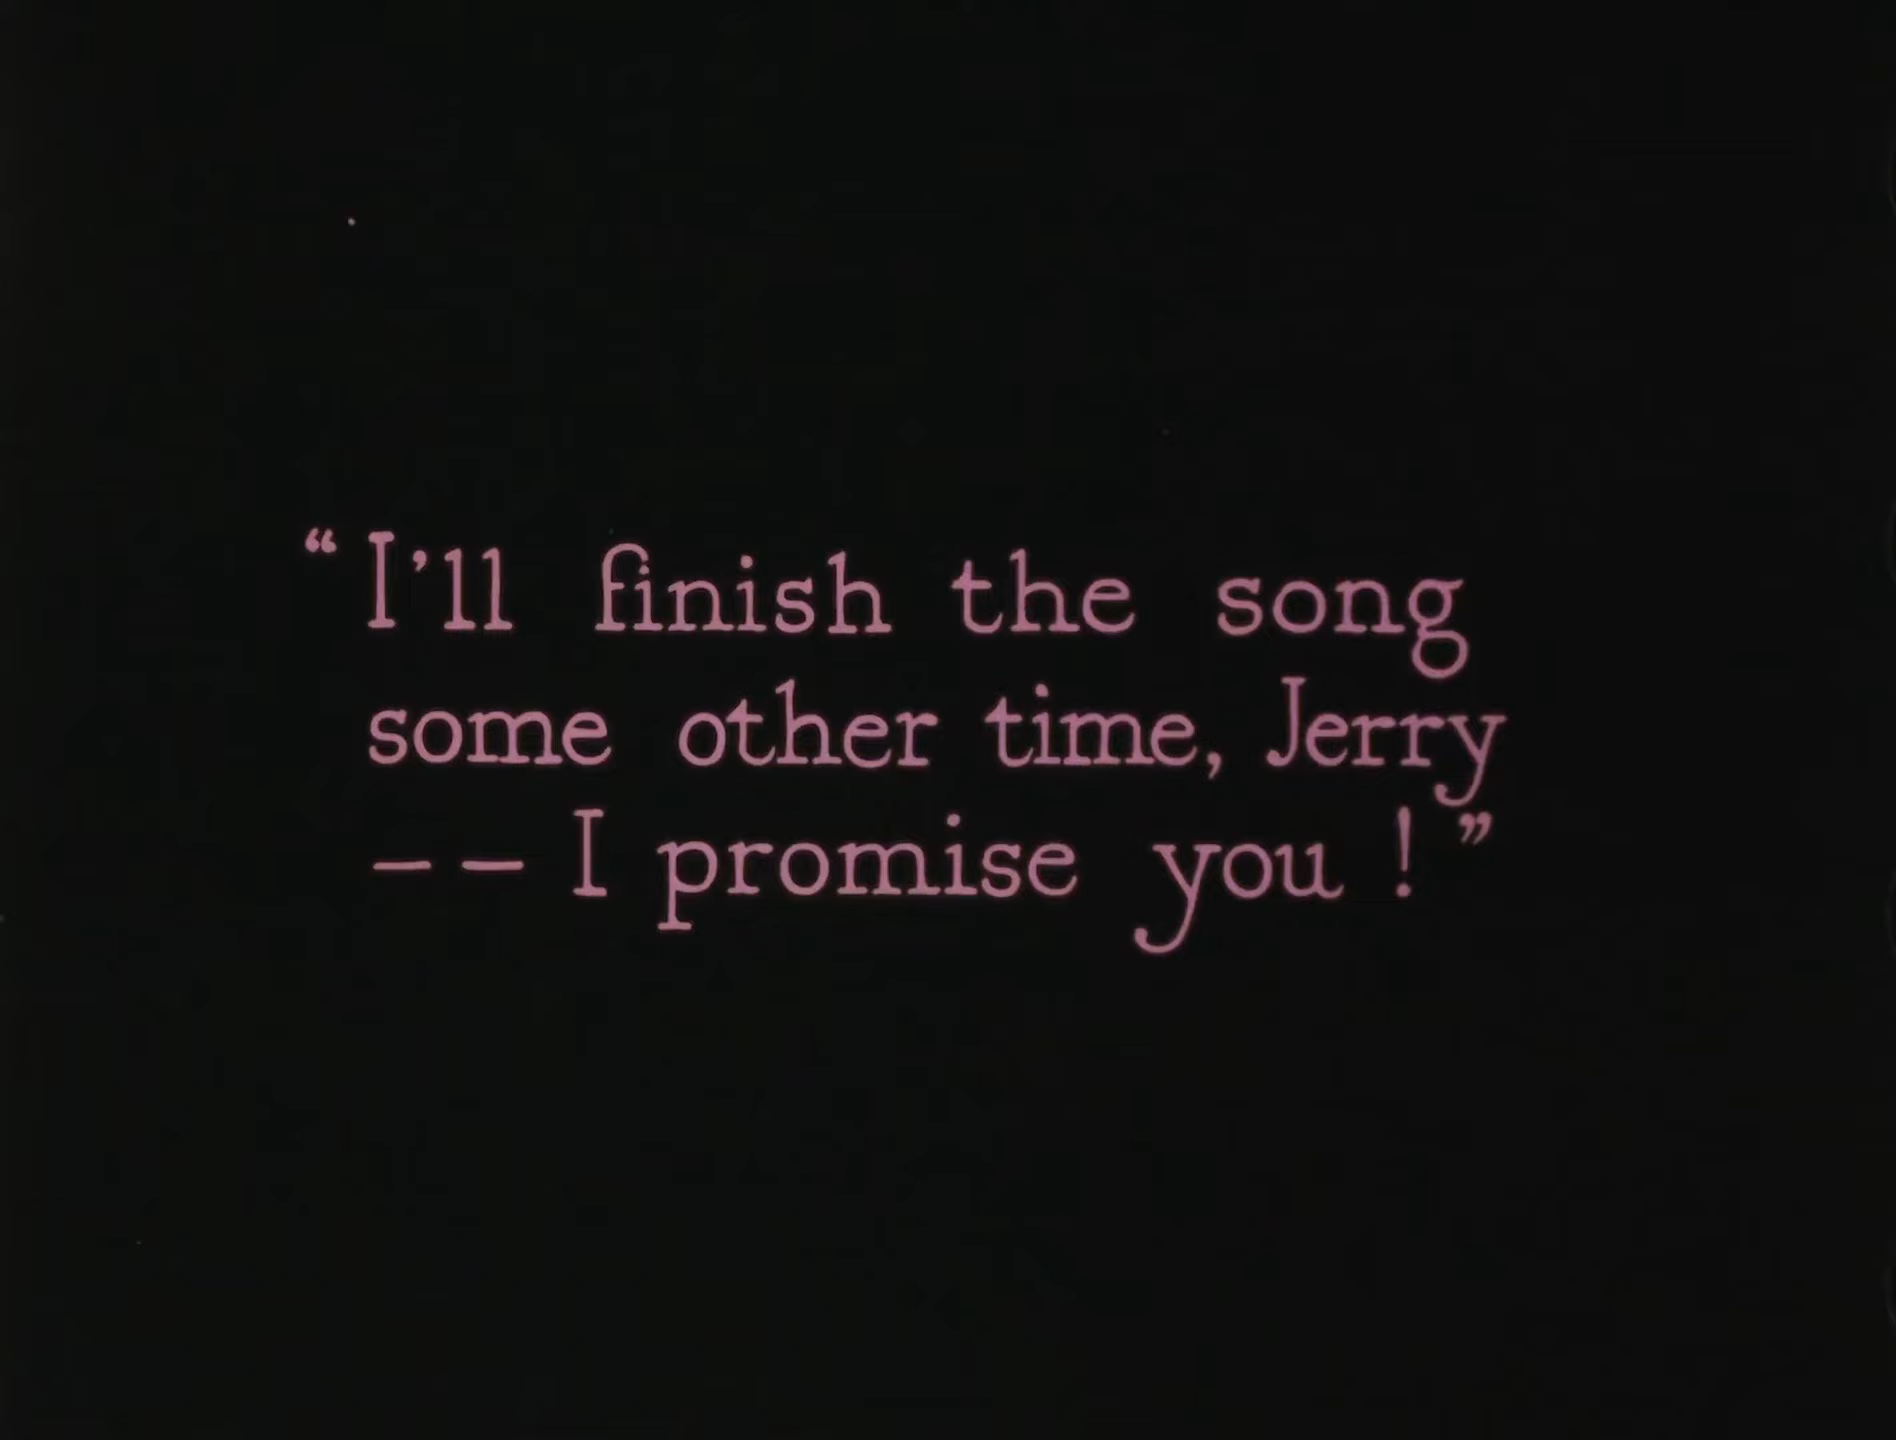 “I’ll finish the song
some other time, Jerry
-- I promise you!”